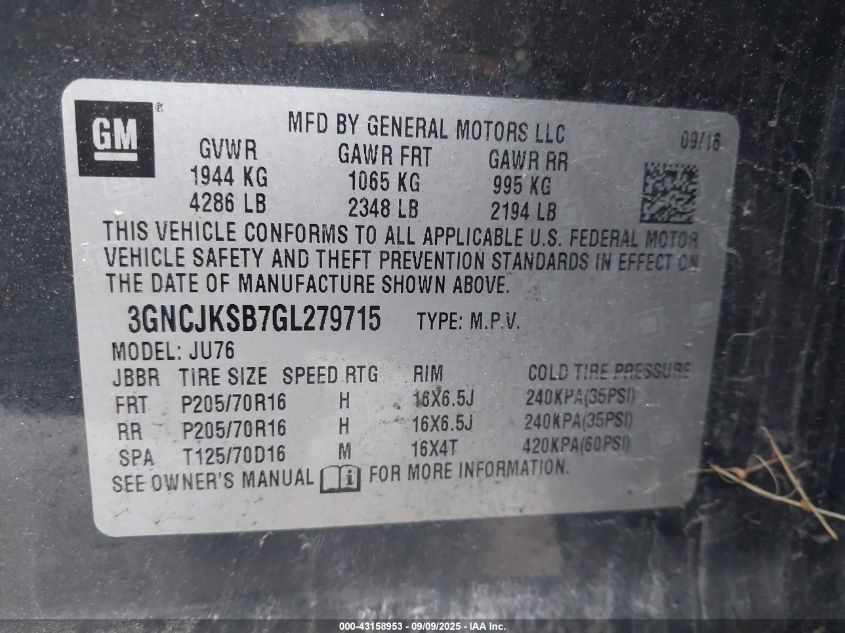 GM ®
MFD BY GENERAL MOTORS LLC 09/16
GVWR GAWR FRT GAWR RR
1944 KG 1065 KG 995 KG
4286 LB 2348 LB 2194 LB
THIS VEHICLE CONFORMS TO ALL APPLICABLE U.S. FEDERAL MOTOR
VEHICLE SAFETY AND THEFT PREVENTION STANDARDS IN EFFECT ON
THE DATE OF MANUFACTURE SHOWN ABOVE.
3GNCJKSB7GL279715 TYPE: M.P.V.
MODEL: JU76
JBBR TIRE SIZE SPEED RTG RIM COLD TIRE PRESSURE
FRT P205/70R16 H 16X6.5J 240KPA(35PSI)
RR P205/70R16 H 16X6.5J 240KPA(35PSI)
SPA T125/70D16 M 16X4T 420KPA(60PSI)
SEE OWNER'S MANUAL i FOR MORE INFORMATION.
000-43158953 - 09/09/2025 - IAA Inc.